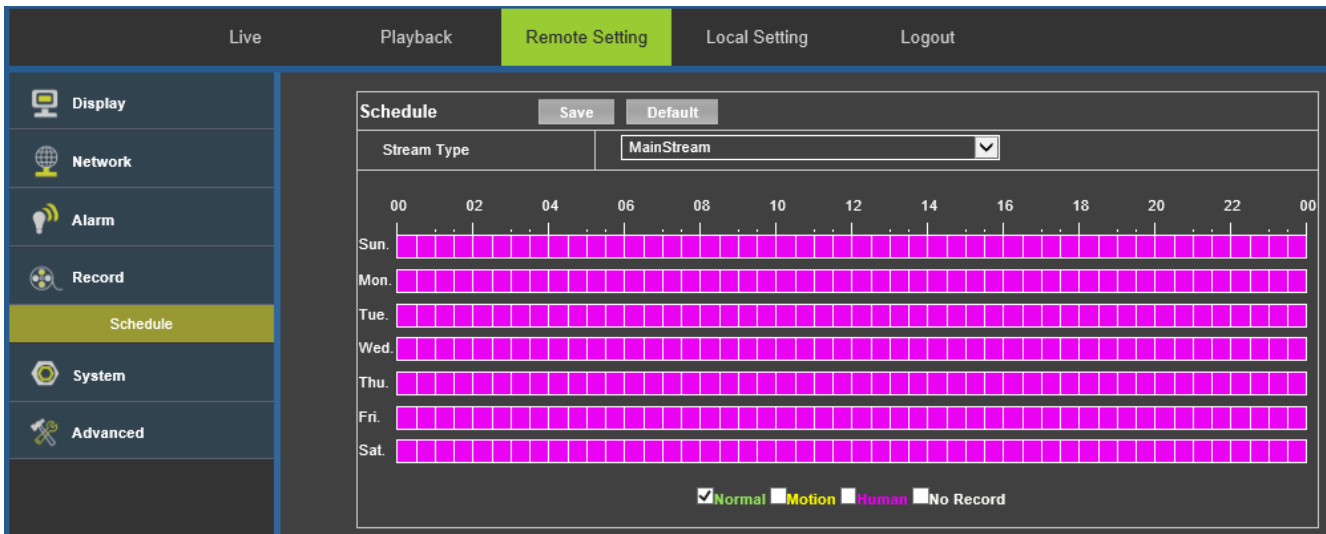 Live Playback Remote Setting Local Setting Logout
Display
Network
Alarm
Record
Schedule
System
Advanced
Schedule Save Default
Stream Type MainStream
00 02 04 06 08 10 12 14 16 18 20 22 00
Sun.
Mon.
Tue.
Wed.
Thu.
Fri.
Sat.
Normal Motion Human No Record